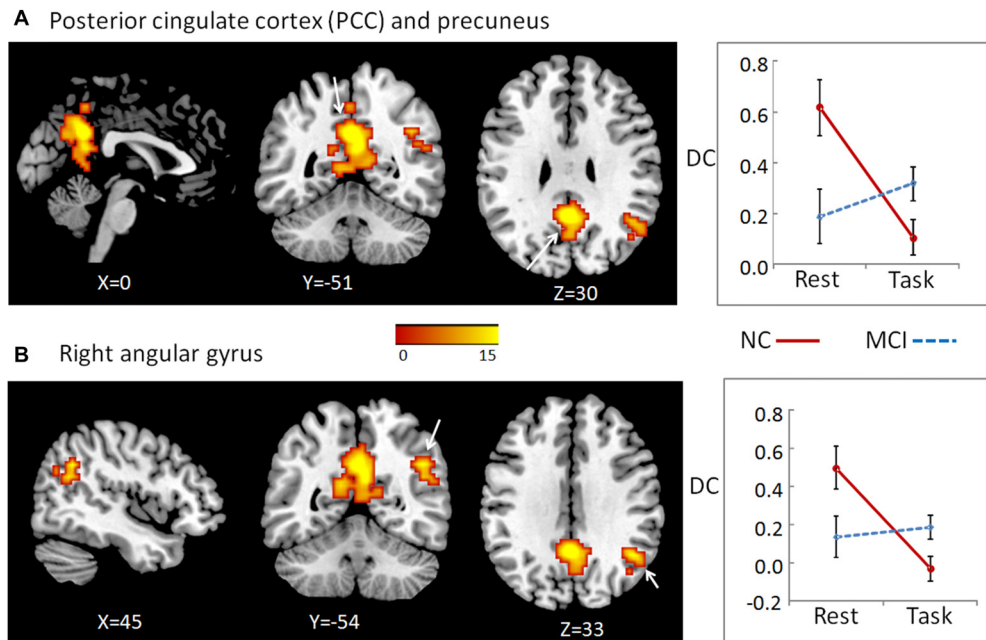 A Posterior cingulate cortex (PCC) and precuneus
X=0
Y=-51
Z=30
DC
0.8
0.6
0.4
0.2
0.0
Rest Task
0 15
NC MCI
B Right angular gyrus
X=45
Y=-54
Z=33
DC
0.8
0.6
0.4
0.2
0.0
-0.2
Rest Task